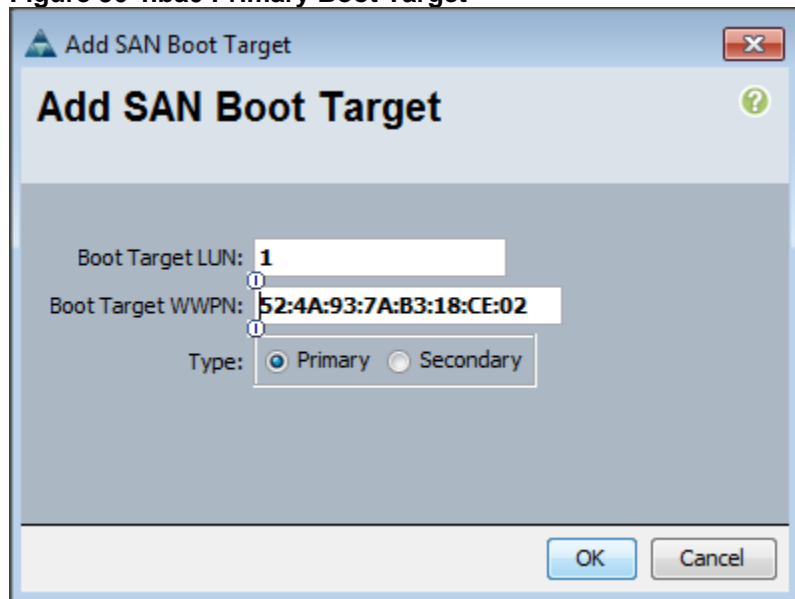 Add SAN Boot Target
Add SAN Boot Target
Boot Target LUN: 1
Boot Target WWPN: 52:4A:93:7A:B3:18:CE:02
Type: Primary Secondary
OK Cancel